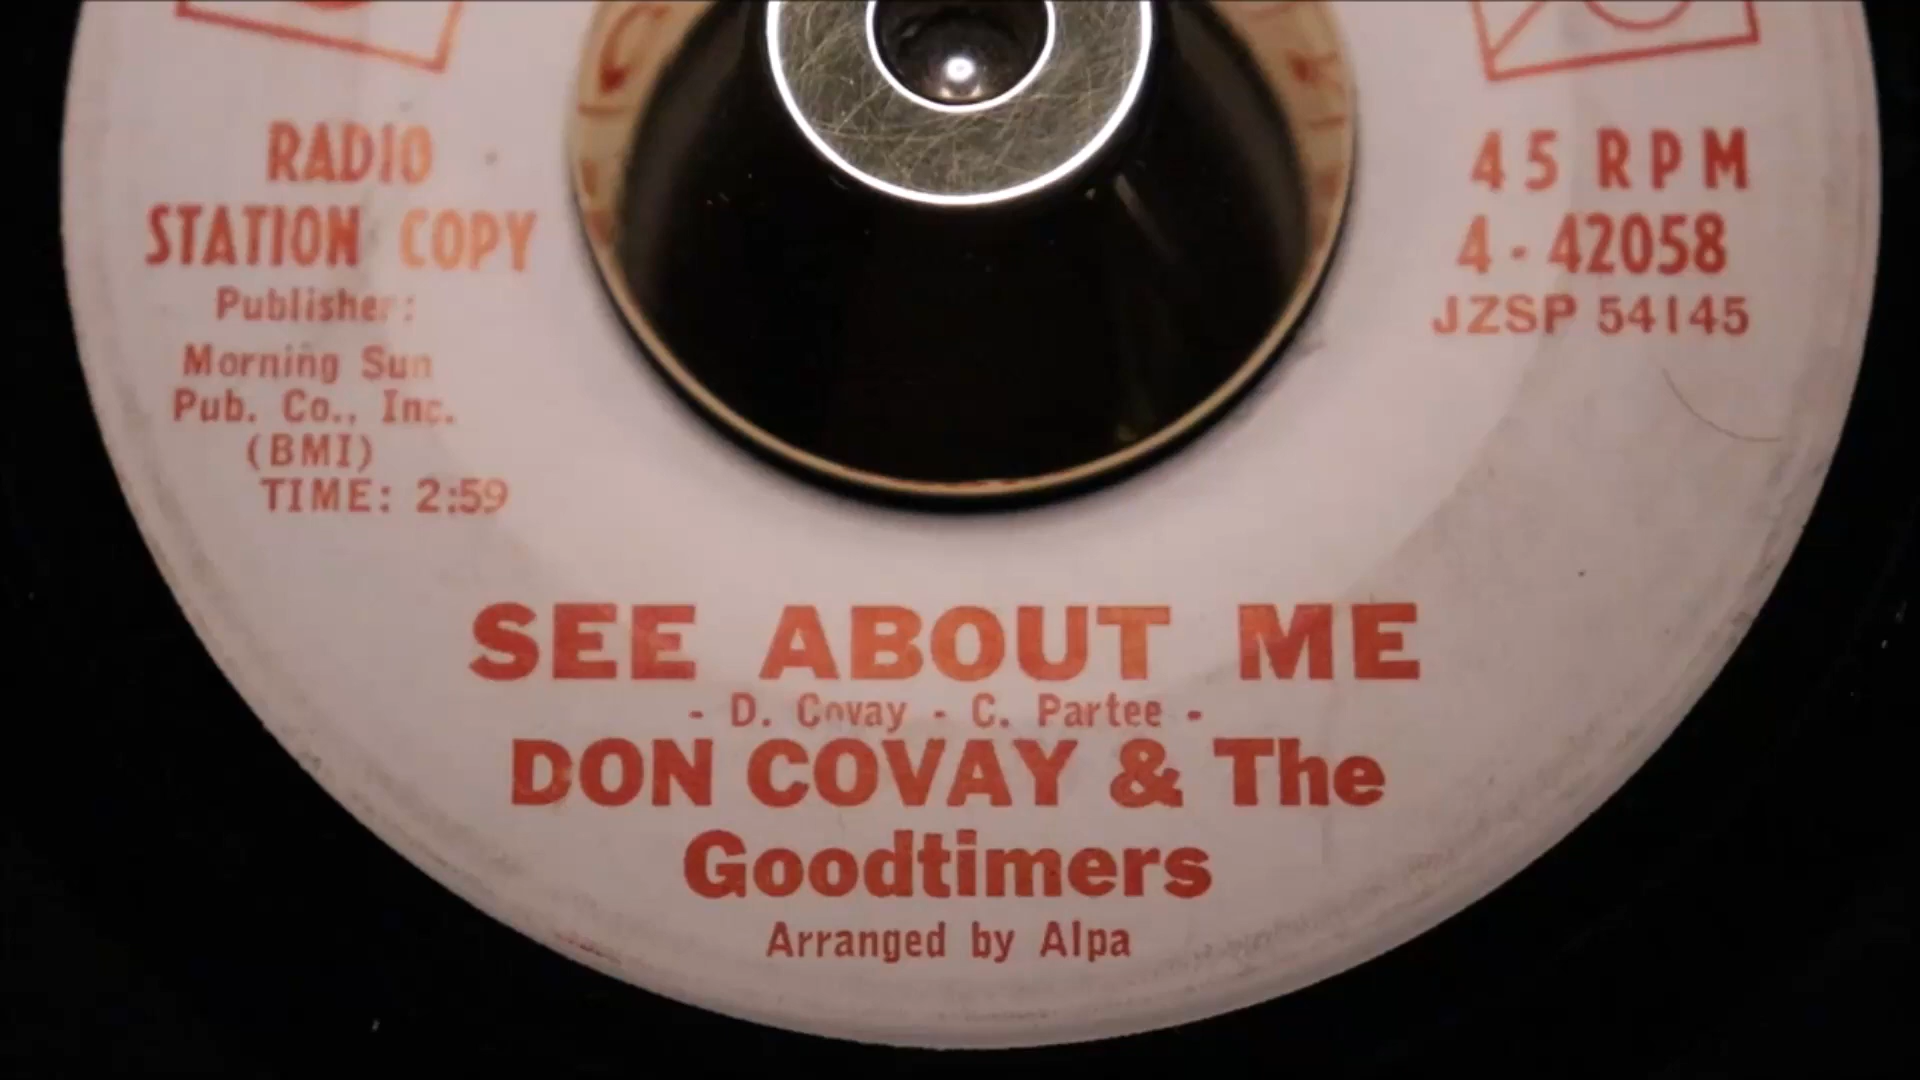 RADIO
STATION COPY
Publisher:
Morning Sun
Pub. Co., Inc.
(BMI)
TIME: 2:59
45 RPM
4-42058
JZSP 54145
SEE ABOUT ME
- D. Covay - C. Partee -
DON COVAY & The
Goodtimers
Arranged by Alpa